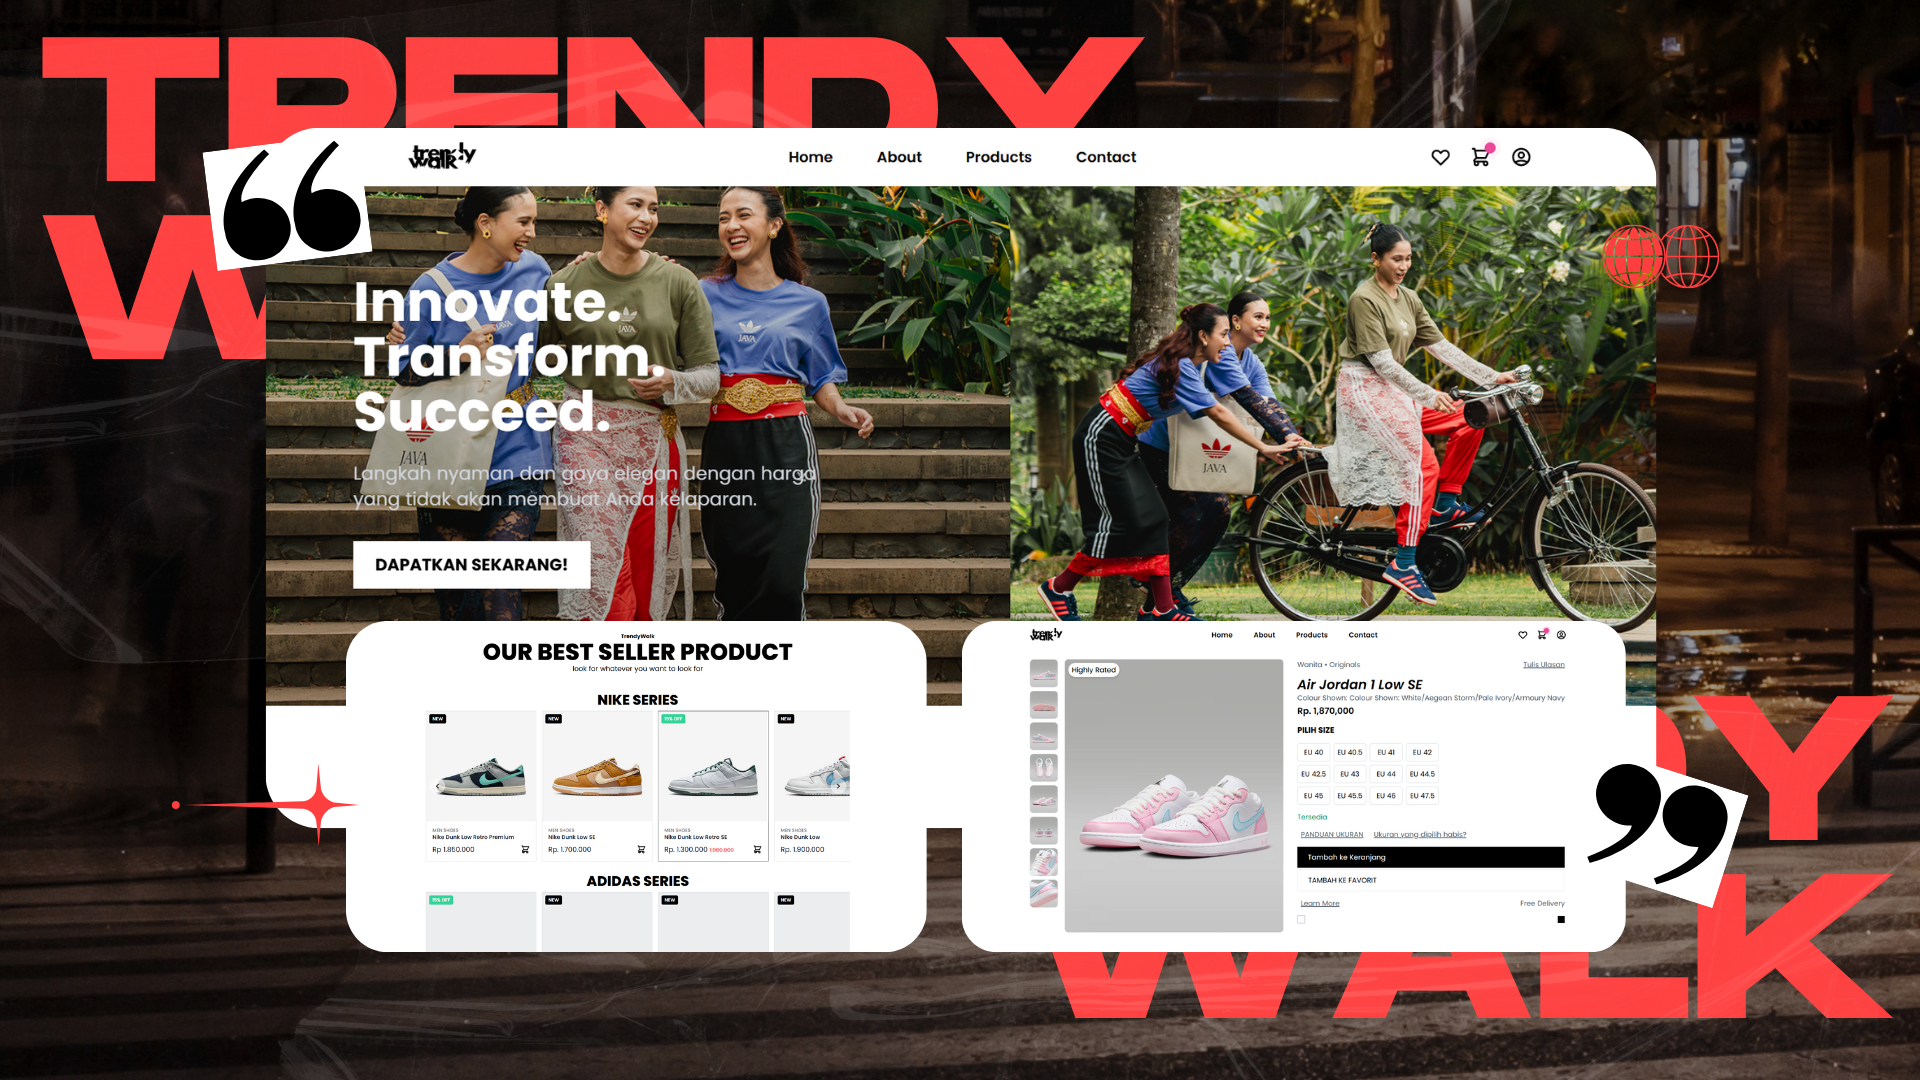 TRENDY
W
trendy
walk
Home
About
Products
Contact
Innovate.
Transform.
Succeed.
Langkah nyaman dan gaya elegan dengan harga
yang tidak akan membuat Anda kelaparan.
DAPATKAN SEKARANG!
JAVA
JAVA
JAVA
JAVA
JAVA
TrendyWalk
OUR BEST SELLER PRODUCT
look for whatever you want to look for
NIKE SERIES
NEW
NEW
15% OFF
NEW
MEN SHOES
Nike Dunk Low Retro Premium
Rp 1.850.000
MEN SHOES
Nike Dunk Low SE
Rp 1.700.000
MEN SHOES
Nike Dunk Low Retro SE
Rp 1.300.000
MEN SHOES
Nike Dunk Low
Rp 1.900.000
ADIDAS SERIES
15% OFF
NEW
NEW
NEW
trendy
walk
Home
About
Products
Contact
Highly Rated
Wanita • Originals
Tulis Ulasan
Air Jordan 1 Low SE
Colour Shown: Colour Shown: White/Aegean Storm/Pale Ivory/Armoury Navy
Rp. 1,870,000
PILIH SIZE
EU 40 EU 40.5 EU 41 EU 42
EU 42.5 EU 43 EU 44 EU 44.5
EU 45 EU 45.5 EU 46 EU 47.5
Tersedia
PANDUAN UKURAN
Ukuran yang dipilih habis?
Tambah ke Keranjang
TAMBAH KE FAVORIT
Learn More
Free Delivery
DY
WALK